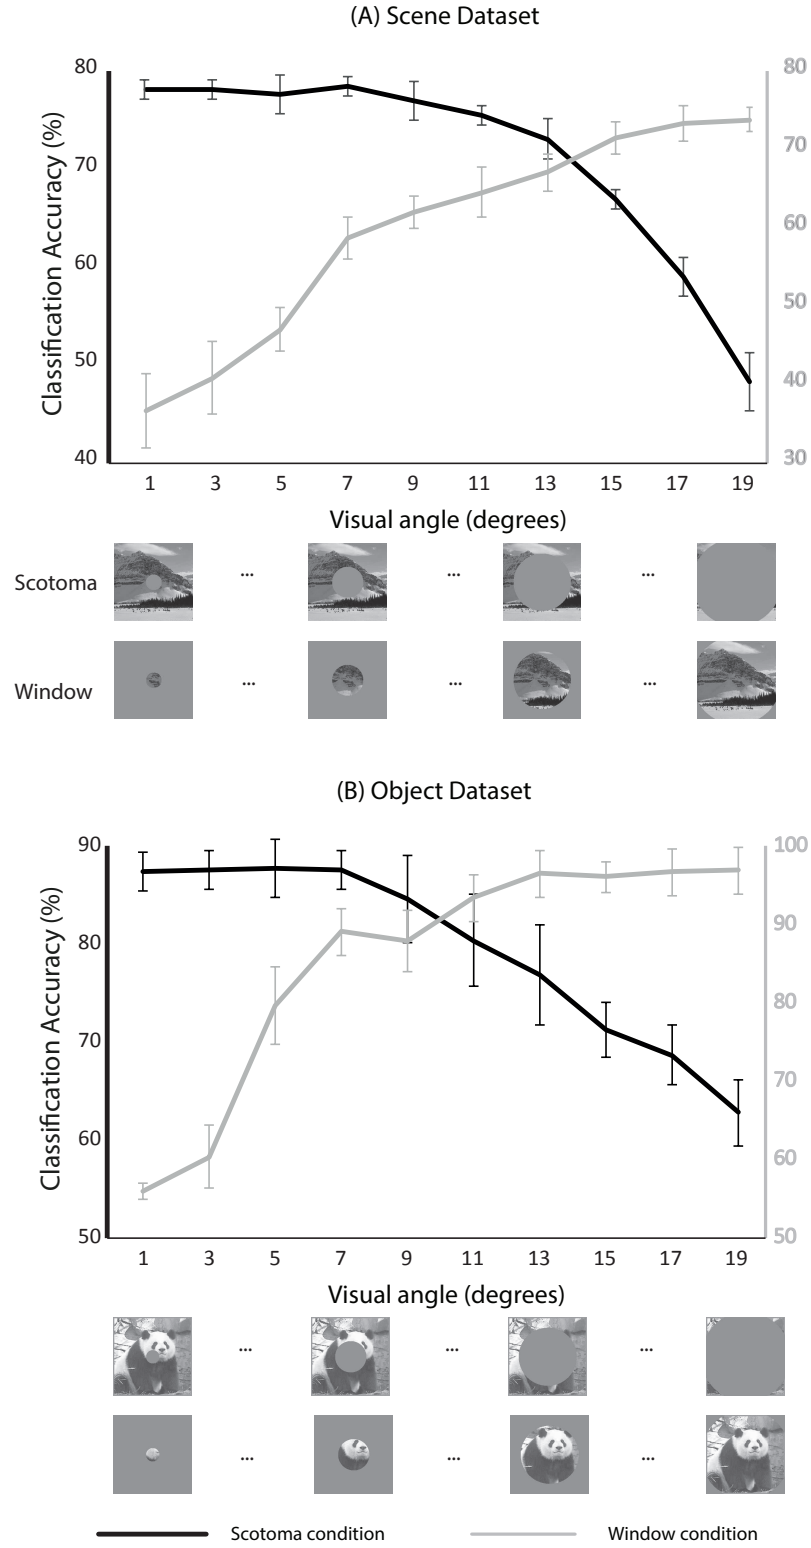 (A) Scene Dataset
Classification Accuracy (%)
80
70
60
50
40
80
70
60
50
40
30
1 3 5 7 9 11 13 15 17 19
Visual angle (degrees)
Scotoma ... ... ...
Window ... ... ...
(B) Object Dataset
Classification Accuracy (%)
90
80
70
60
50
100
90
80
70
60
50
1 3 5 7 9 11 13 15 17 19
Visual angle (degrees)
... ... ...
... ... ...
Scotoma condition Window condition